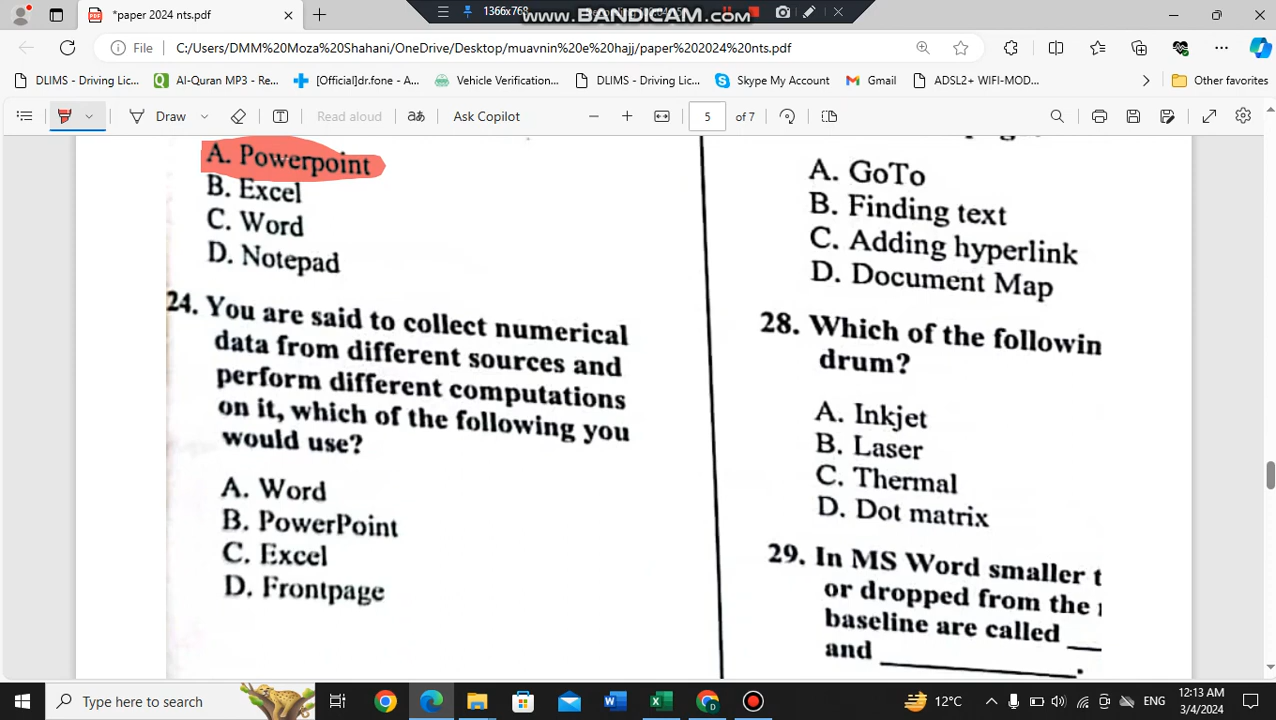 *paper 2024 nts.pdf
1366x768
www.BANDICAM.com
File
C:/Users/DMM%20Moza%20Shahani/OneDrive/Desktop/muavnin%20e%20hajj/paper%202024%20nts.pdf
DLIMS - Driving Lic...
Al-Quran MP3 - Re...
[Official]dr.fone - A...
Vehicle Verification...
DLIMS - Driving Lic...
Skype My Account
Gmail
ADSL2+ WIFI-MOD...
Other favorites
Draw
Read aloud
Ask Copilot
5 of 7
A. Powerpoint
B. Excel
C. Word
D. Notepad
24. You are said to collect numerical
data from different sources and
perform different computations
on it, which of the following you
would use?
A. Word
B. PowerPoint
C. Excel
D. Frontpage
A. GoTo
B. Finding text
C. Adding hyperlink
D. Document Map
28. Which of the followin
drum?
A. Inkjet
B. Laser
C. Thermal
D. Dot matrix
29. In MS Word smaller t
or dropped from the
baseline are called __
and ____________.
Type here to search
12°C
ENG
12:13 AM
3/4/2024